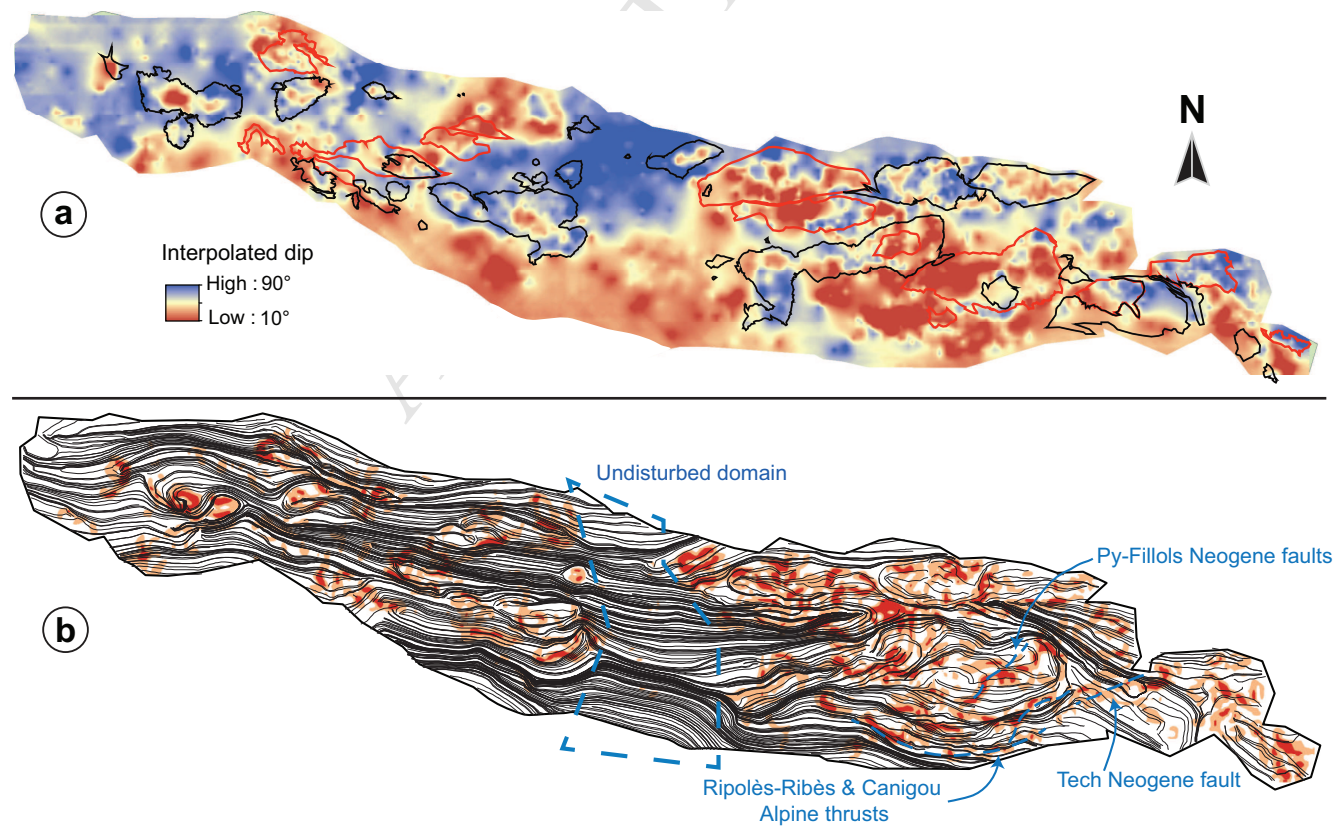 N
a
Interpolated dip
High : 90°
Low : 10°
Undisturbed domain
Py-Fillols Neogene faults
b
Ripolès-Ribès & Canigou
Alpine thrusts
Tech Neogene fault